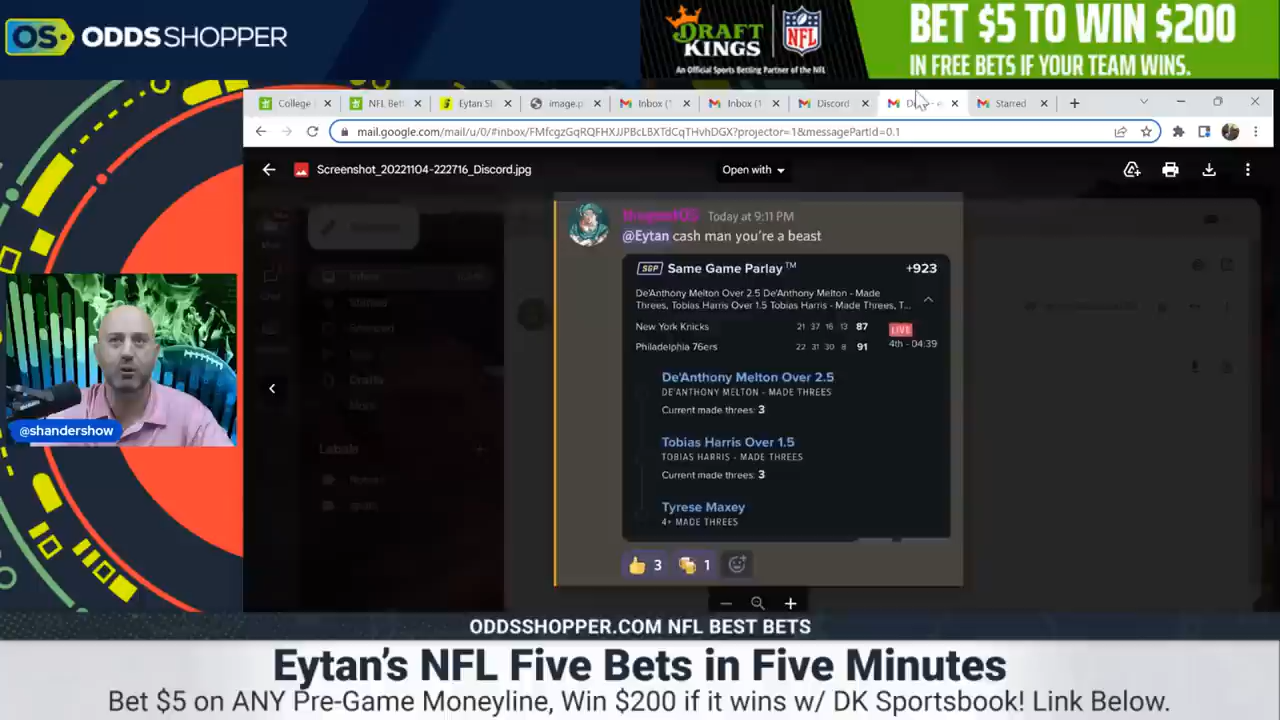 OS ODDSSHOPPER
DRAFT KINGS
NFL
An Official Sports Betting Partner of the NFL
BET $5 TO WIN $200
IN FREE BETS IF YOUR TEAM WINS.
College
NFL Bet
Eytan S
image.p
Inbox (1
Inbox (1
Discord
Starred
mail.google.com/mail/u/0/#inbox/FMfcgzGqRQFHXJJPBcLBXTdCqTHvhDGX?projector=1&messagePartId=0.1
Screenshot_20221104-222716_Discord.jpg
Open with
Today at 9:11 PM
@Eytan cash man you're a beast
SGP Same Game Parlay™ +923
De'Anthony Melton Over 2.5 De'Anthony Melton - Made
Threes, Tobias Harris Over 1.5 Tobias Harris - Made Threes, T...
New York Knicks 21 37 16 13 87
LIVE
Philadelphia 76ers 22 31 30 8 91
4th - 04:39
De'Anthony Melton Over 2.5
DE'ANTHONY MELTON - MADE THREES
Current made threes: 3
Tobias Harris Over 1.5
TOBIAS HARRIS - MADE THREES
Current made threes: 3
Tyrese Maxey
4+ MADE THREES
3 1
Inbox
Drafts
More
Labels
@shandershow
ODDSSHOPPER.COM NFL BEST BETS
Eytan's NFL Five Bets in Five Minutes
Bet $5 on ANY Pre-Game Moneyline, Win $200 if it wins w/ DK Sportsbook! Link Below.